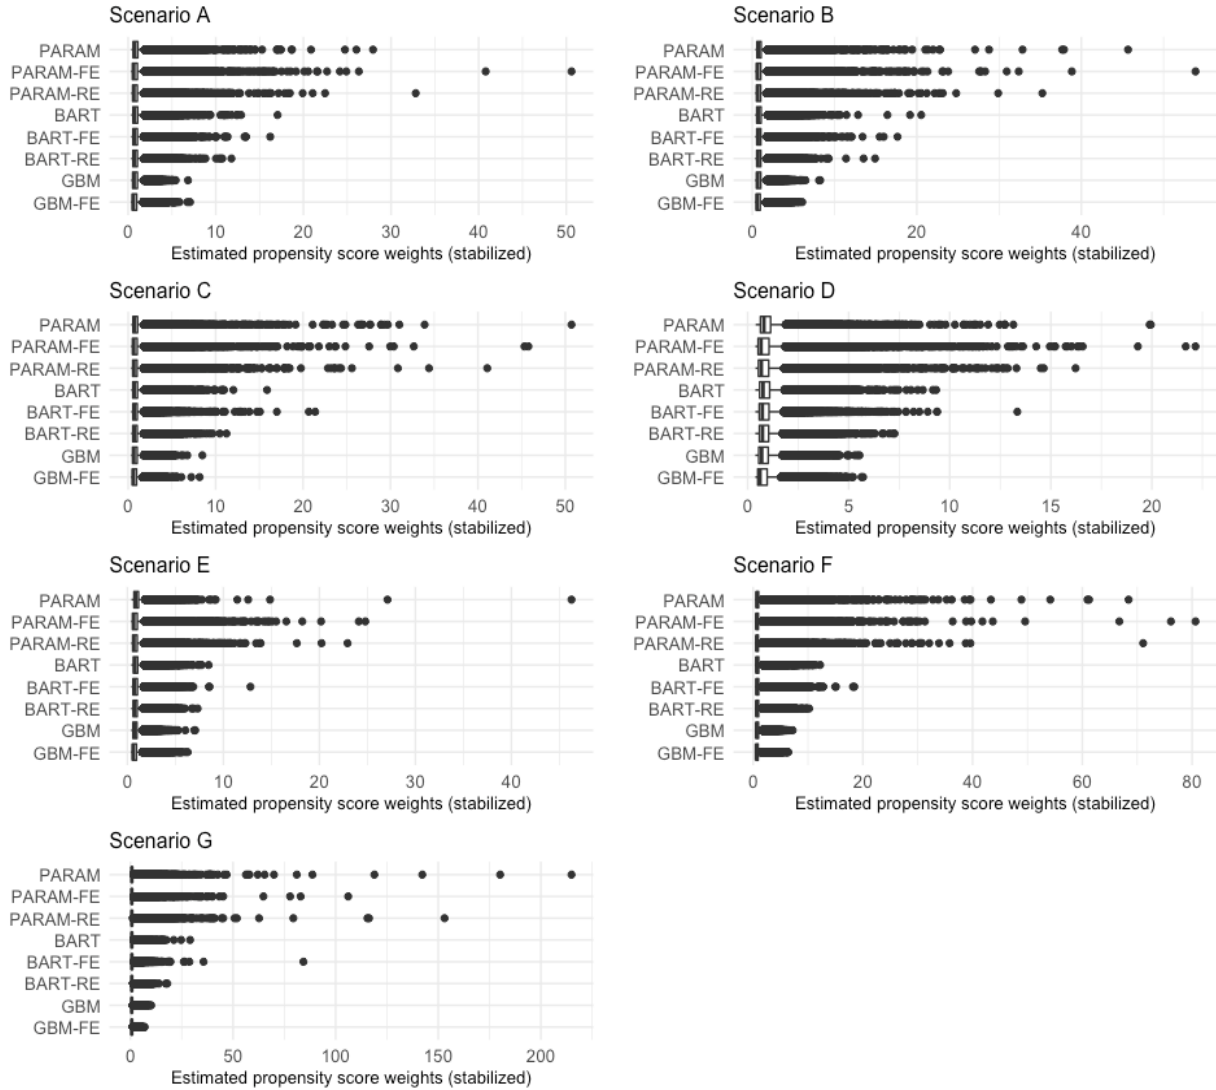 Scenario A
PARAM
PARAM-FE
PARAM-RE
BART
BART-FE
BART-RE
GBM
GBM-FE
0 10 20 30 40 50
Estimated propensity score weights (stabilized)
Scenario B
PARAM
PARAM-FE
PARAM-RE
BART
BART-FE
BART-RE
GBM
GBM-FE
0 20 40
Estimated propensity score weights (stabilized)
Scenario C
PARAM
PARAM-FE
PARAM-RE
BART
BART-FE
BART-RE
GBM
GBM-FE
0 10 20 30 40 50
Estimated propensity score weights (stabilized)
Scenario D
PARAM
PARAM-FE
PARAM-RE
BART
BART-FE
BART-RE
GBM
GBM-FE
0 5 10 15 20
Estimated propensity score weights (stabilized)
Scenario E
PARAM
PARAM-FE
PARAM-RE
BART
BART-FE
BART-RE
GBM
GBM-FE
0 10 20 30 40
Estimated propensity score weights (stabilized)
Scenario F
PARAM
PARAM-FE
PARAM-RE
BART
BART-FE
BART-RE
GBM
GBM-FE
0 20 40 60 80
Estimated propensity score weights (stabilized)
Scenario G
PARAM
PARAM-FE
PARAM-RE
BART
BART-FE
BART-RE
GBM
GBM-FE
0 50 100 150 200
Estimated propensity score weights (stabilized)